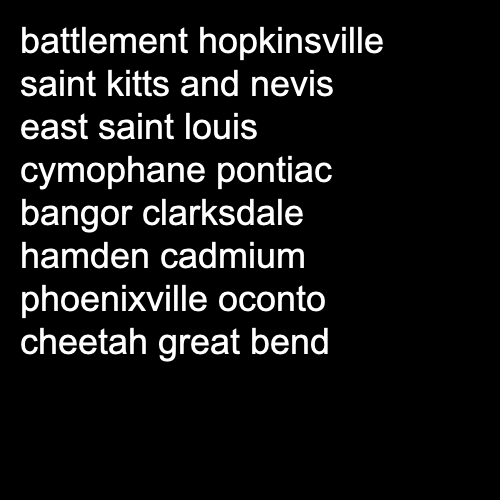 battlement hopkinsville
saint kitts and nevis
east saint louis
cymophane pontiac
bangor clarksdale
hamden cadmium
phoenixville oconto
cheetah great bend